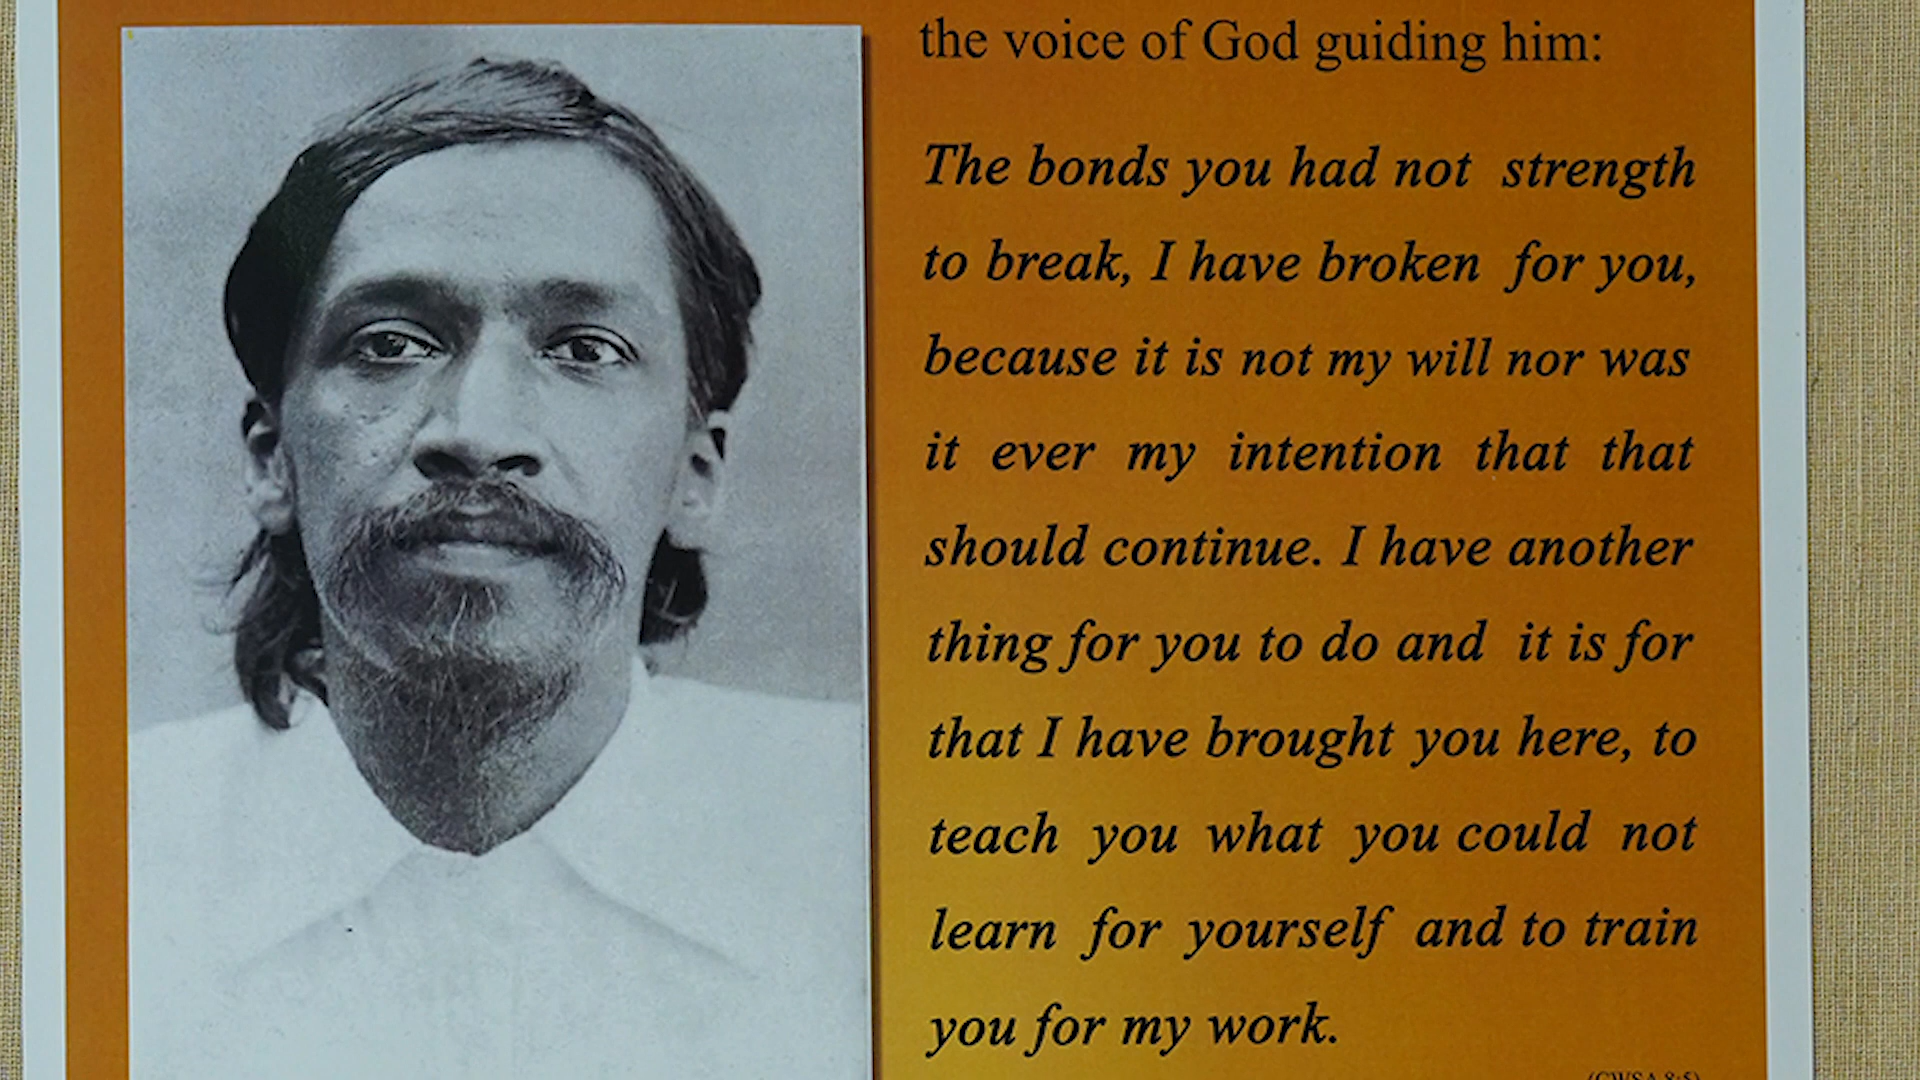 the voice of God guiding him:
The bonds you had not strength
to break, I have broken for you,
because it is not my will nor was
it ever my intention that that
should continue. I have another
thing for you to do and it is for
that I have brought you here, to
teach you what you could not
learn for yourself and to train
you for my work.
(CWSA 8:5)